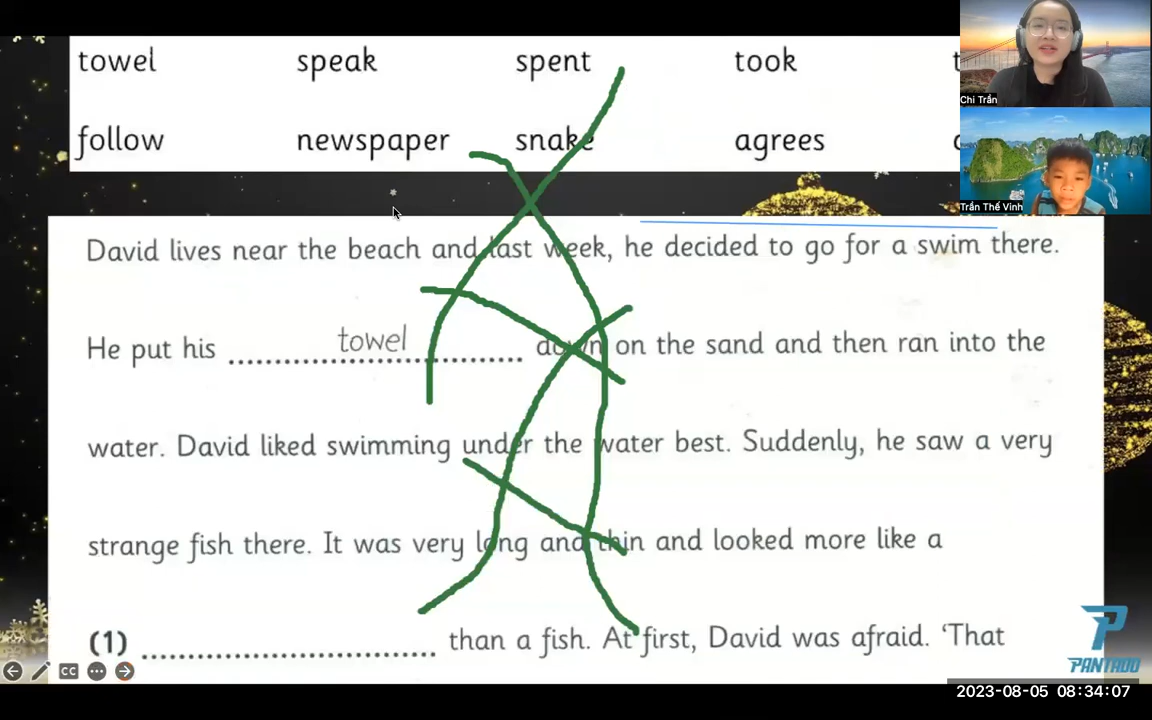 towel speak spent took t
follow newspaper snake agrees
Chi Trần
Trần Thế Vinh
David lives near the beach and last week, he decided to go for a swim there.
He put his towel down on the sand and then ran into the
water. David liked swimming under the water best. Suddenly, he saw a very
strange fish there. It was very long and thin and looked more like a
(1) .............................. than a fish. At first, David was afraid. ‘That
CC
PANTADO
2023-08-05 08:34:07